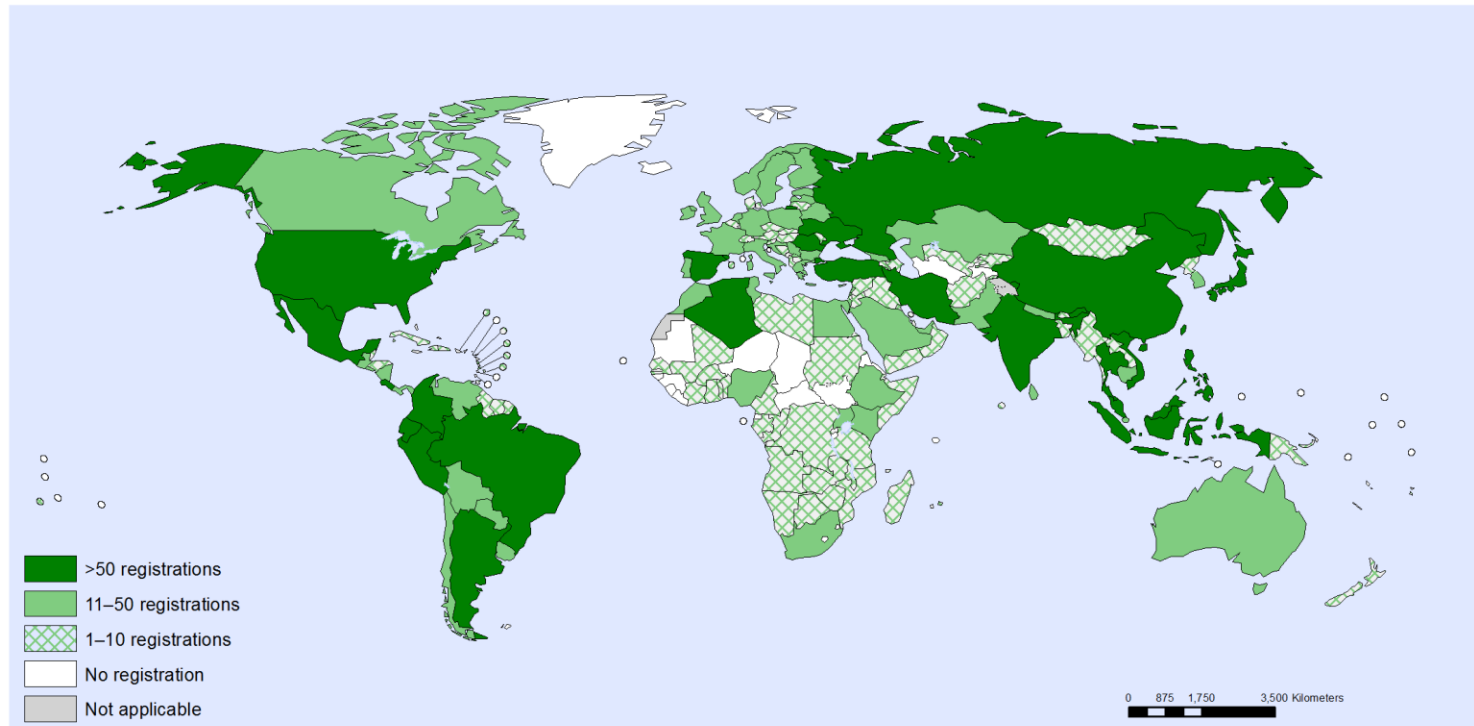 >50 registrations
11–50 registrations
1–10 registrations
No registration
Not applicable
0 875 1,750 3,500 Kilometers